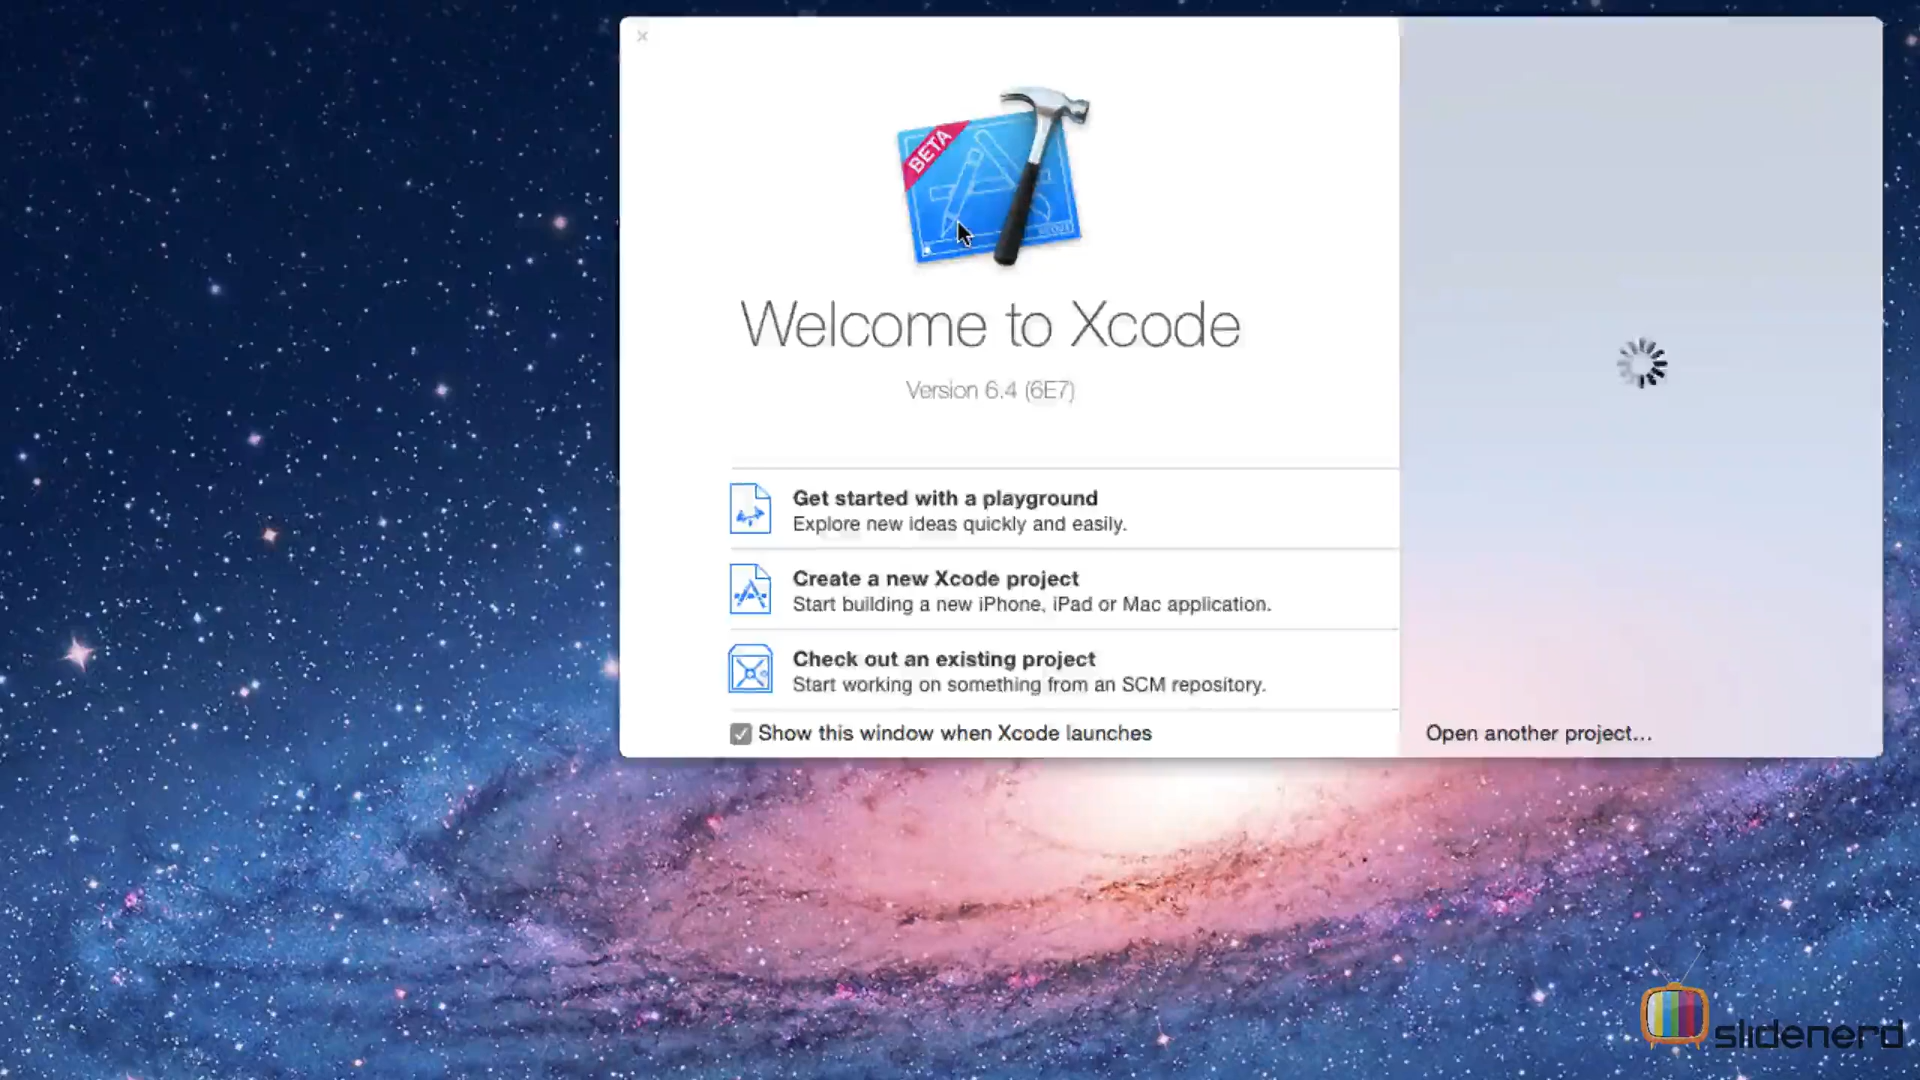 BETA
Welcome to Xcode
Version 6.4 (6E7)
Get started with a playground
Explore new ideas quickly and easily.
Create a new Xcode project
Start building a new iPhone, iPad or Mac application.
Check out an existing project
Start working on something from an SCM repository.
Show this window when Xcode launches
Open another project...
slidenerd